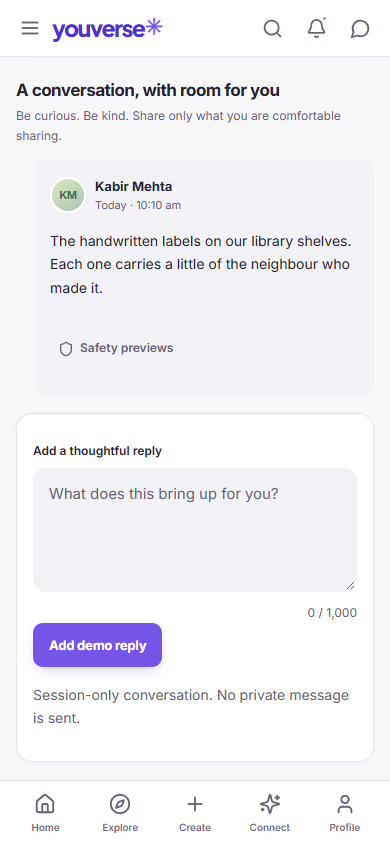 youverse
A conversation, with room for you
Be curious. Be kind. Share only what you are comfortable
sharing.
KM
Kabir Mehta
Today · 10:10 am
The handwritten labels on our library shelves.
Each one carries a little of the neighbour who
made it.
Safety previews
Add a thoughtful reply
What does this bring up for you?
0 / 1,000
Add demo reply
Session-only conversation. No private message
is sent.
Home
Explore
Create
Connect
Profile